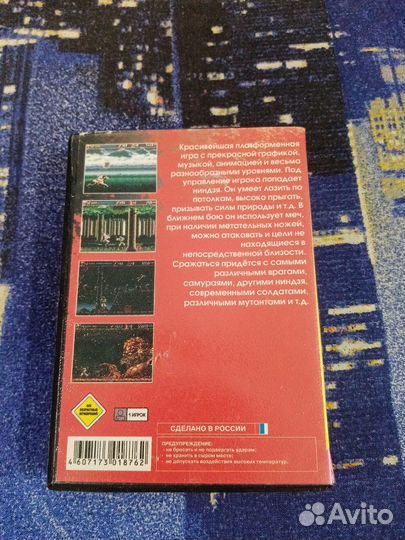 Красивейшая платформенная
игра с прекрасной графикой,
музыкой, анимацией и весьма
разнообразными уровнями. Под
управление игрока попадает
ниндзя. Он умеет лазить по
потолкам, высоко прыгать,
призывать силы природы и т.д. В
ближнем бою он использует меч,
при наличии метательных ножей,
можно атаковать и цели не
находящиеся в
непосредственной близости.
Сражаться придётся с самыми
различными врагами,
самураями, другими ниндзя,
современными солдатами,
различными мутантами и т.д.
БЕЗ
ВОЗРАСТНЫХ
ОГРАНИЧЕНИЙ
1 ИГРОК
СДЕЛАНО В РОССИИ
ПРЕДУПРЕЖДЕНИЕ:
- не бросать и не подвергать ударам;
- не хранить в сыром месте;
- не допускать воздействия высоких температур.
4 607173 018762
Avito